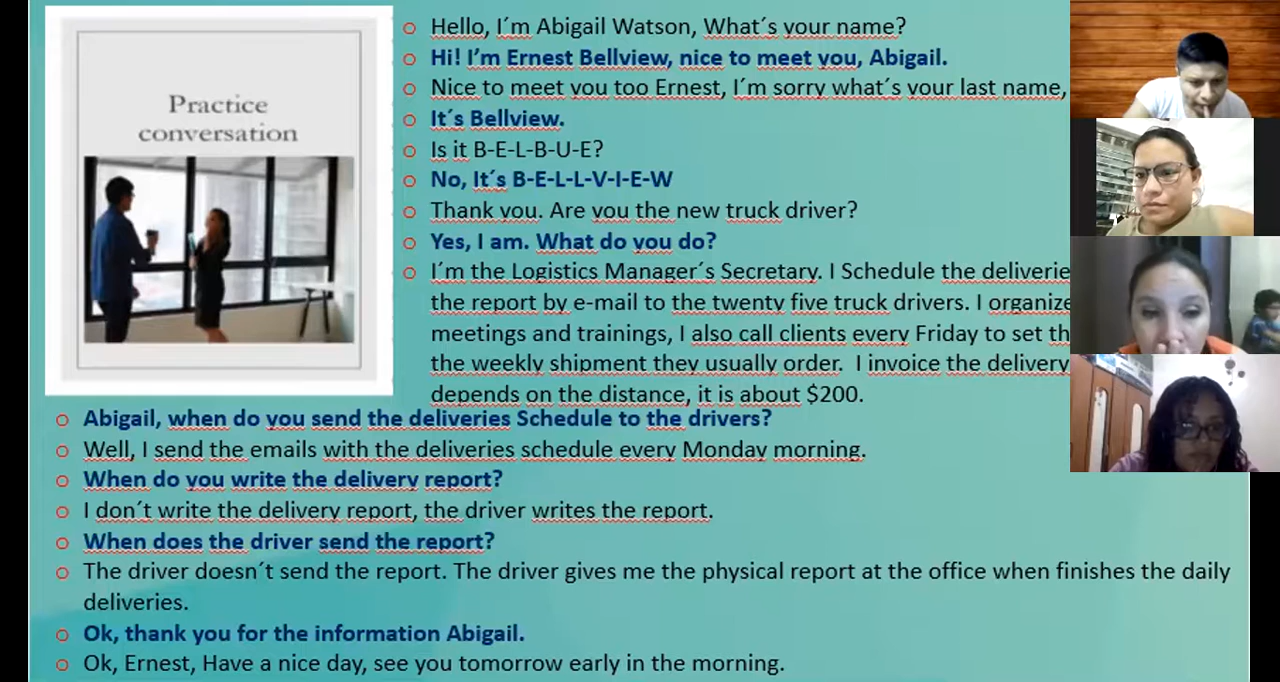 Practice
conversation
Hello, I´m Abigail Watson, What´s your name?
Hi! I’m Ernest Bellview, nice to meet you, Abigail.
Nice to meet you too Ernest, I´m sorry what´s your last name,
It´s Bellview.
Is it B-E-L-B-U-E?
No, It´s B-E-L-L-V-I-E-W
Thank you. Are you the new truck driver?
Yes, I am. What do you do?
I´m the Logistics Manager´s Secretary. I Schedule the
the report by e-mail to the twenty five truck drivers. I
meetings and trainings, I also call clients every Friday to set
the weekly shipment they usually order. I invoice the delivery
depends on the distance, it is about $200.
Abigail, when do you send the deliveries Schedule to the drivers?
Well, I send the emails with the deliveries schedule every Monday morning.
When do you write the delivery report?
I don´t write the delivery report, the driver writes the report.
When does the driver send the report?
The driver doesn´t send the report. The driver gives me the physical report at the office when finishes the daily
deliveries.
Ok, thank you for the information Abigail.
Ok, Ernest, Have a nice day, see you tomorrow early in the morning.